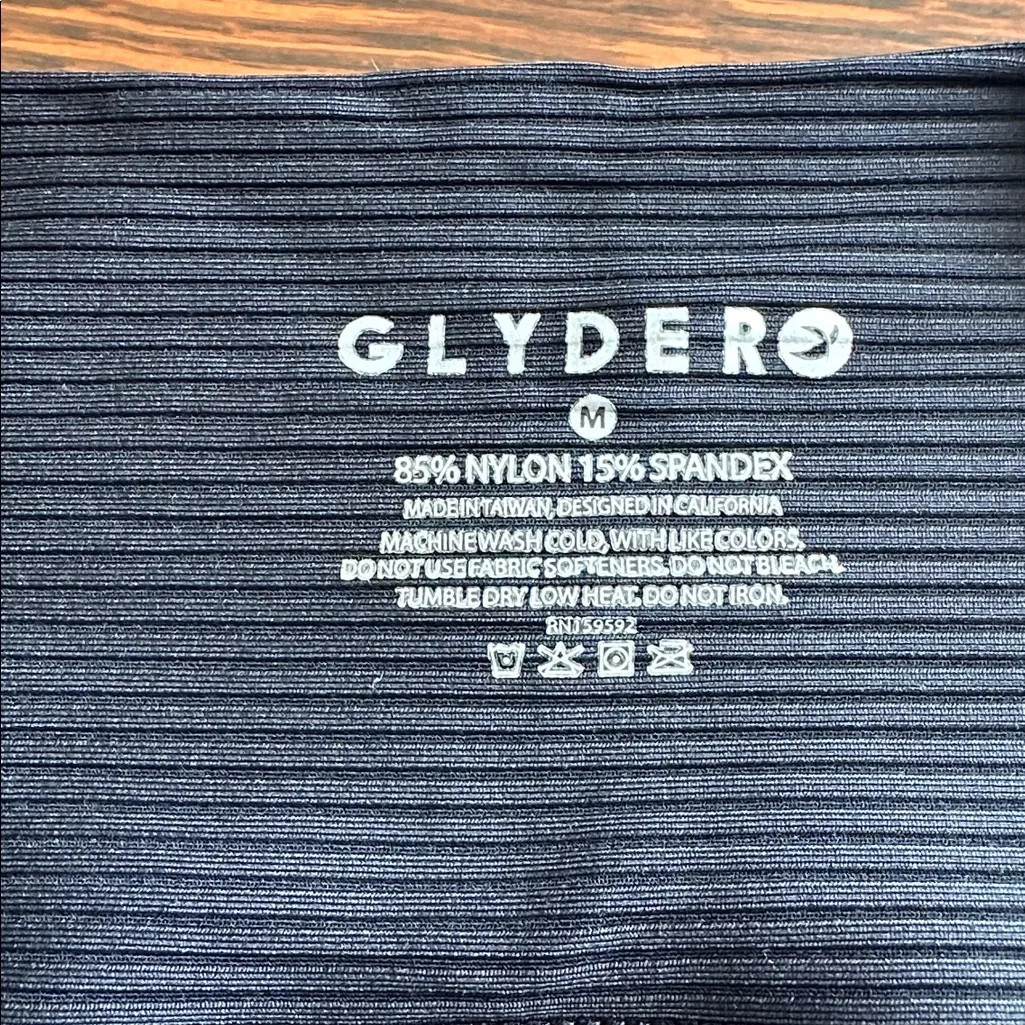 GLYDER
M
85% NYLON 15% SPANDEX
MADE IN TAIWAN, DESIGNED IN CALIFORNIA
MACHINE WASH COLD, WITH LIKE COLORS.
DO NOT USE FABRIC SOFTENERS. DO NOT BLEACH.
TUMBLE DRY LOW HEAT. DO NOT IRON.
RN159592